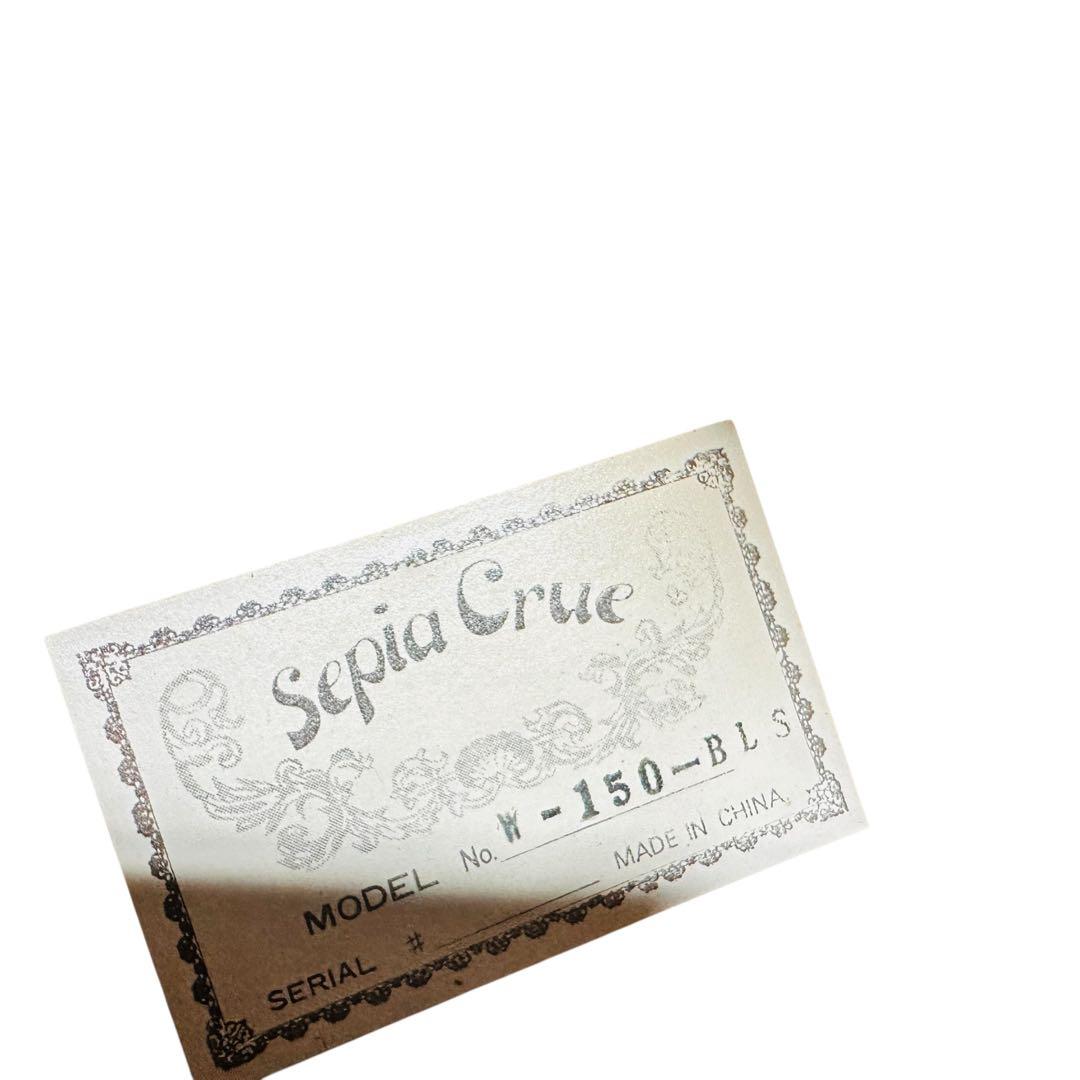 Sepia Crue
MODEL No. W-150-BLS
SERIAL # MADE IN CHINA